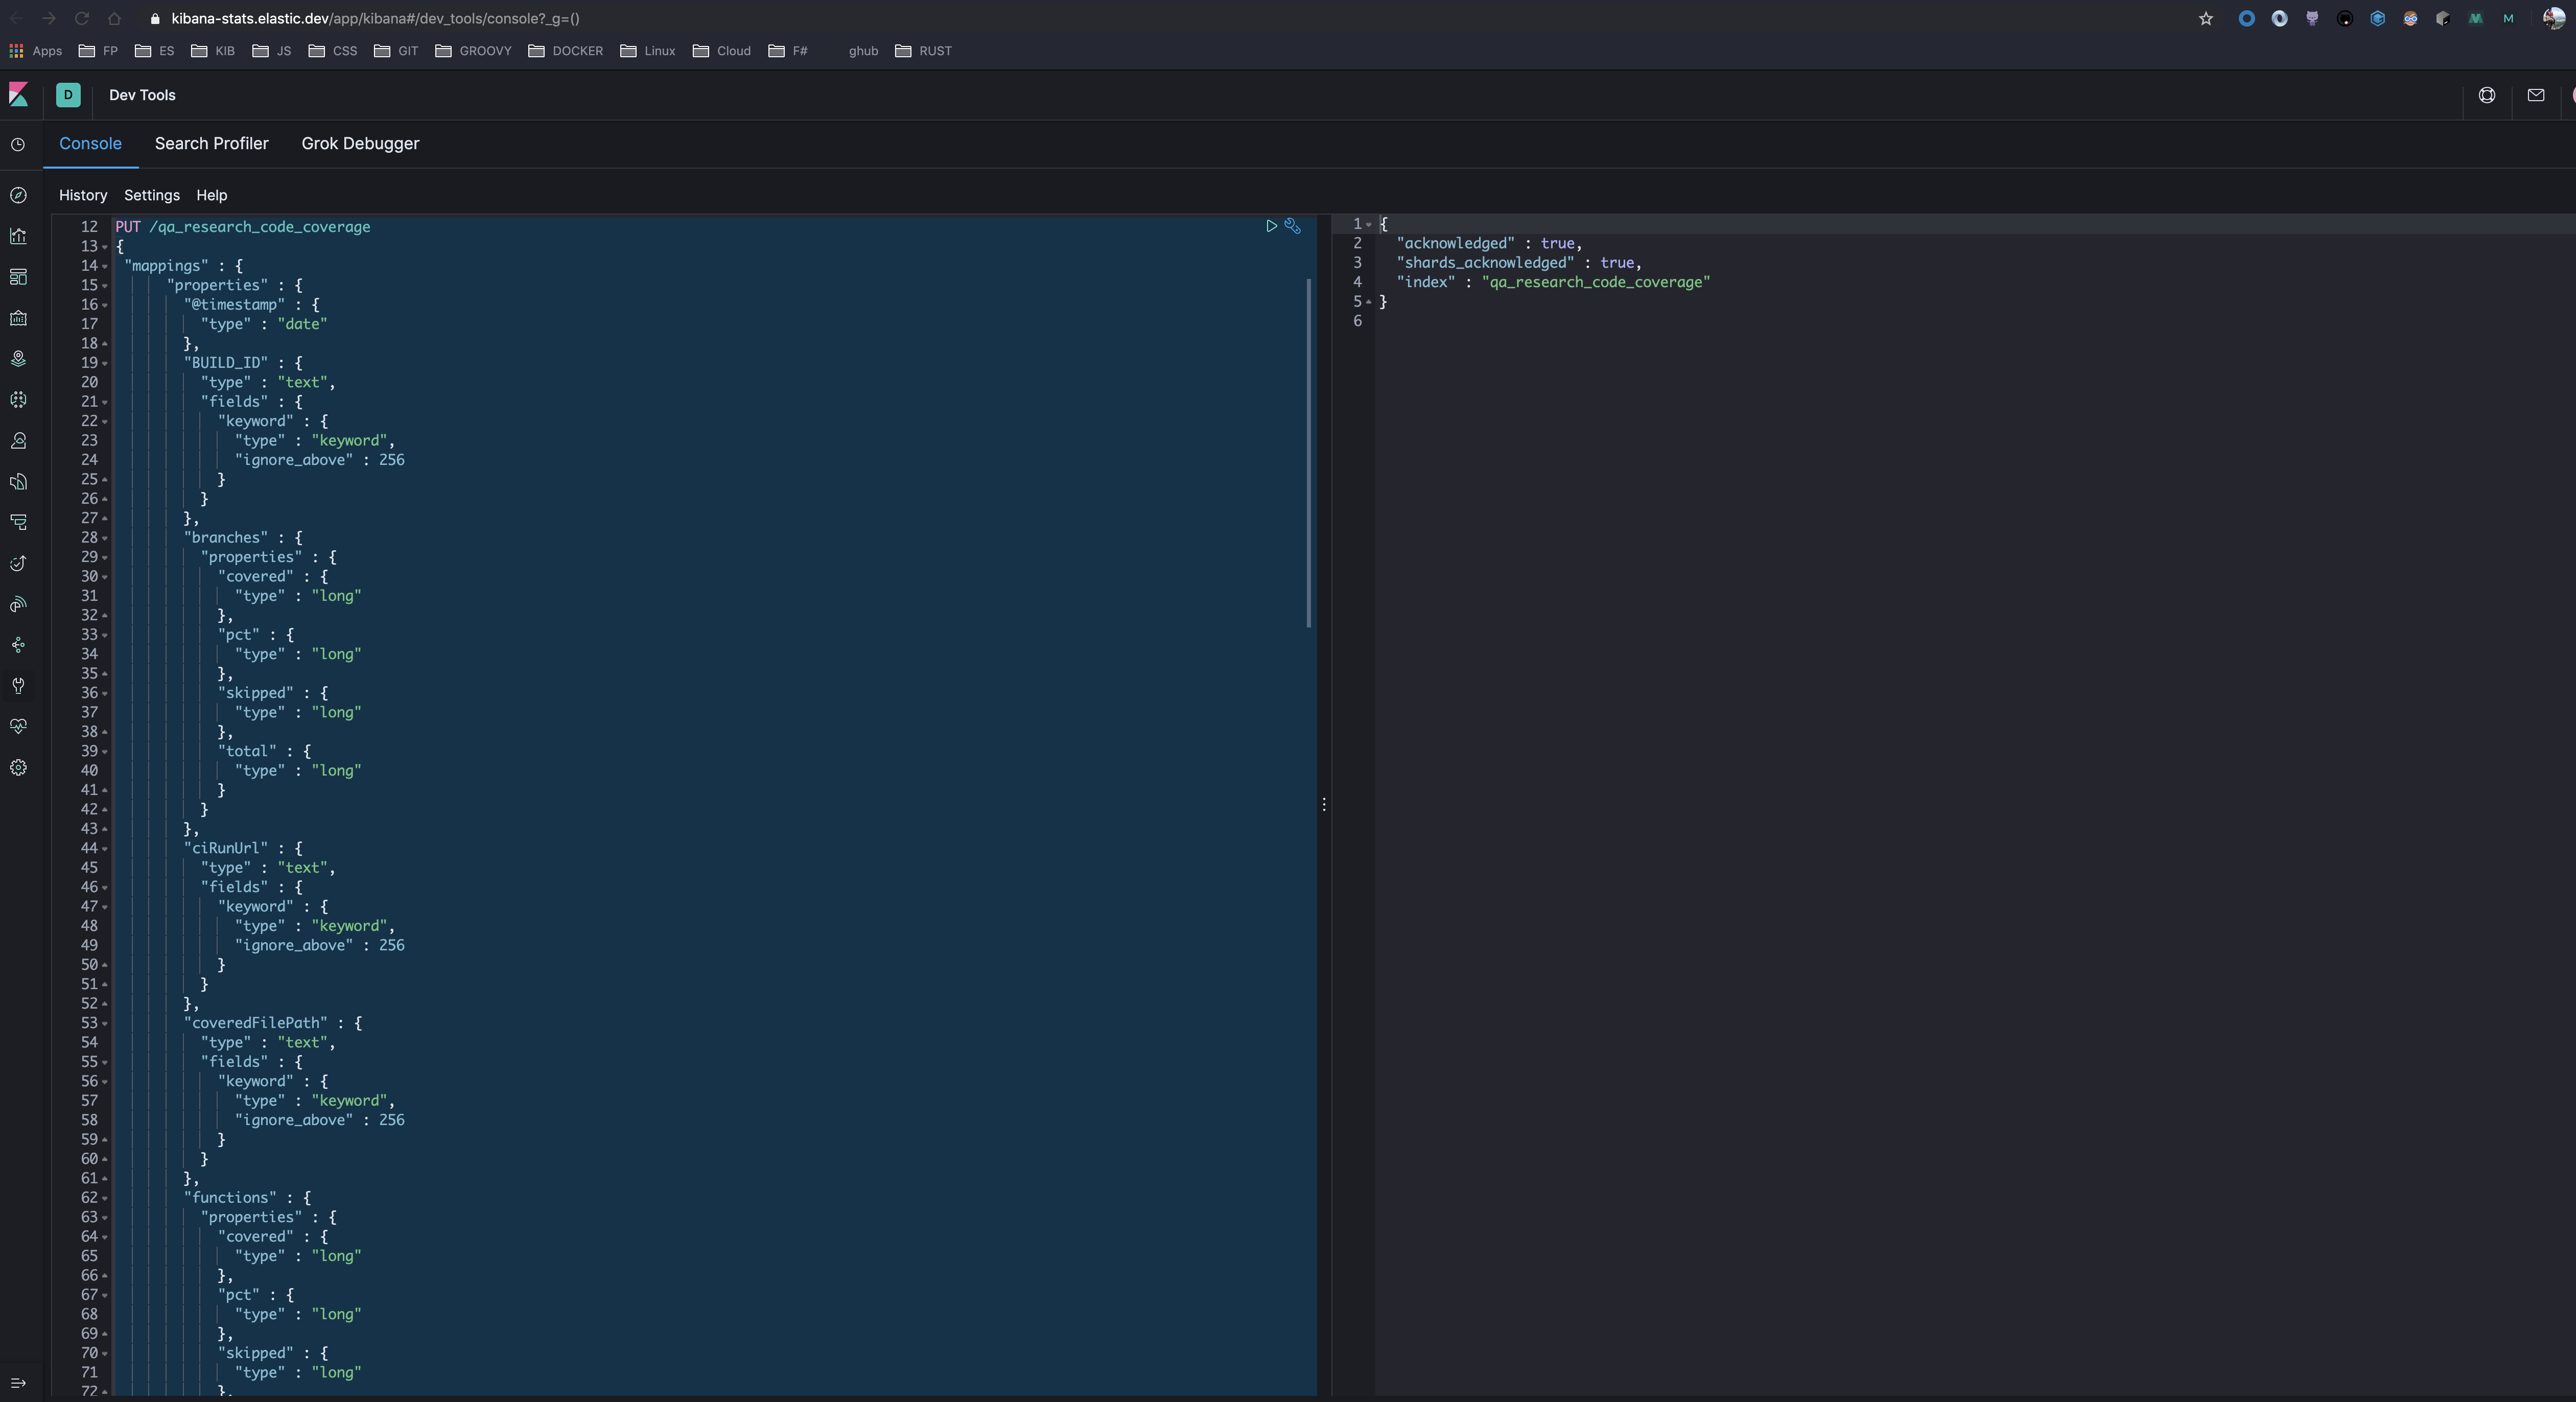 kibana-stats.elastic.dev/app/kibana#/dev_tools/console?_g=()
Apps FP ES KIB JS CSS GIT GROOVY DOCKER Linux Cloud F# ghub RUST
D Dev Tools
Console Search Profiler Grok Debugger
History Settings Help
12 PUT /qa_research_code_coverage
13 {
14 "mappings" : {
15 "properties" : {
16 "@timestamp" : {
17 "type" : "date"
18 },
19 "BUILD_ID" : {
20 "type" : "text",
21 "fields" : {
22 "keyword" : {
23 "type" : "keyword",
24 "ignore_above" : 256
25 }
26 }
27 },
28 "branches" : {
29 "properties" : {
30 "covered" : {
31 "type" : "long"
32 },
33 "pct" : {
34 "type" : "long"
35 },
36 "skipped" : {
37 "type" : "long"
38 },
39 "total" : {
40 "type" : "long"
41 }
42 }
43 },
44 "ciRunUrl" : {
45 "type" : "text",
46 "fields" : {
47 "keyword" : {
48 "type" : "keyword",
49 "ignore_above" : 256
50 }
51 }
52 },
53 "coveredFilePath" : {
54 "type" : "text",
55 "fields" : {
56 "keyword" : {
57 "type" : "keyword",
58 "ignore_above" : 256
59 }
60 }
61 },
62 "functions" : {
63 "properties" : {
64 "covered" : {
65 "type" : "long"
66 },
67 "pct" : {
68 "type" : "long"
69 },
70 "skipped" : {
71 "type" : "long"
72 },
1 {
2 "acknowledged" : true,
3 "shards_acknowledged" : true,
4 "index" : "qa_research_code_coverage"
5 }
6